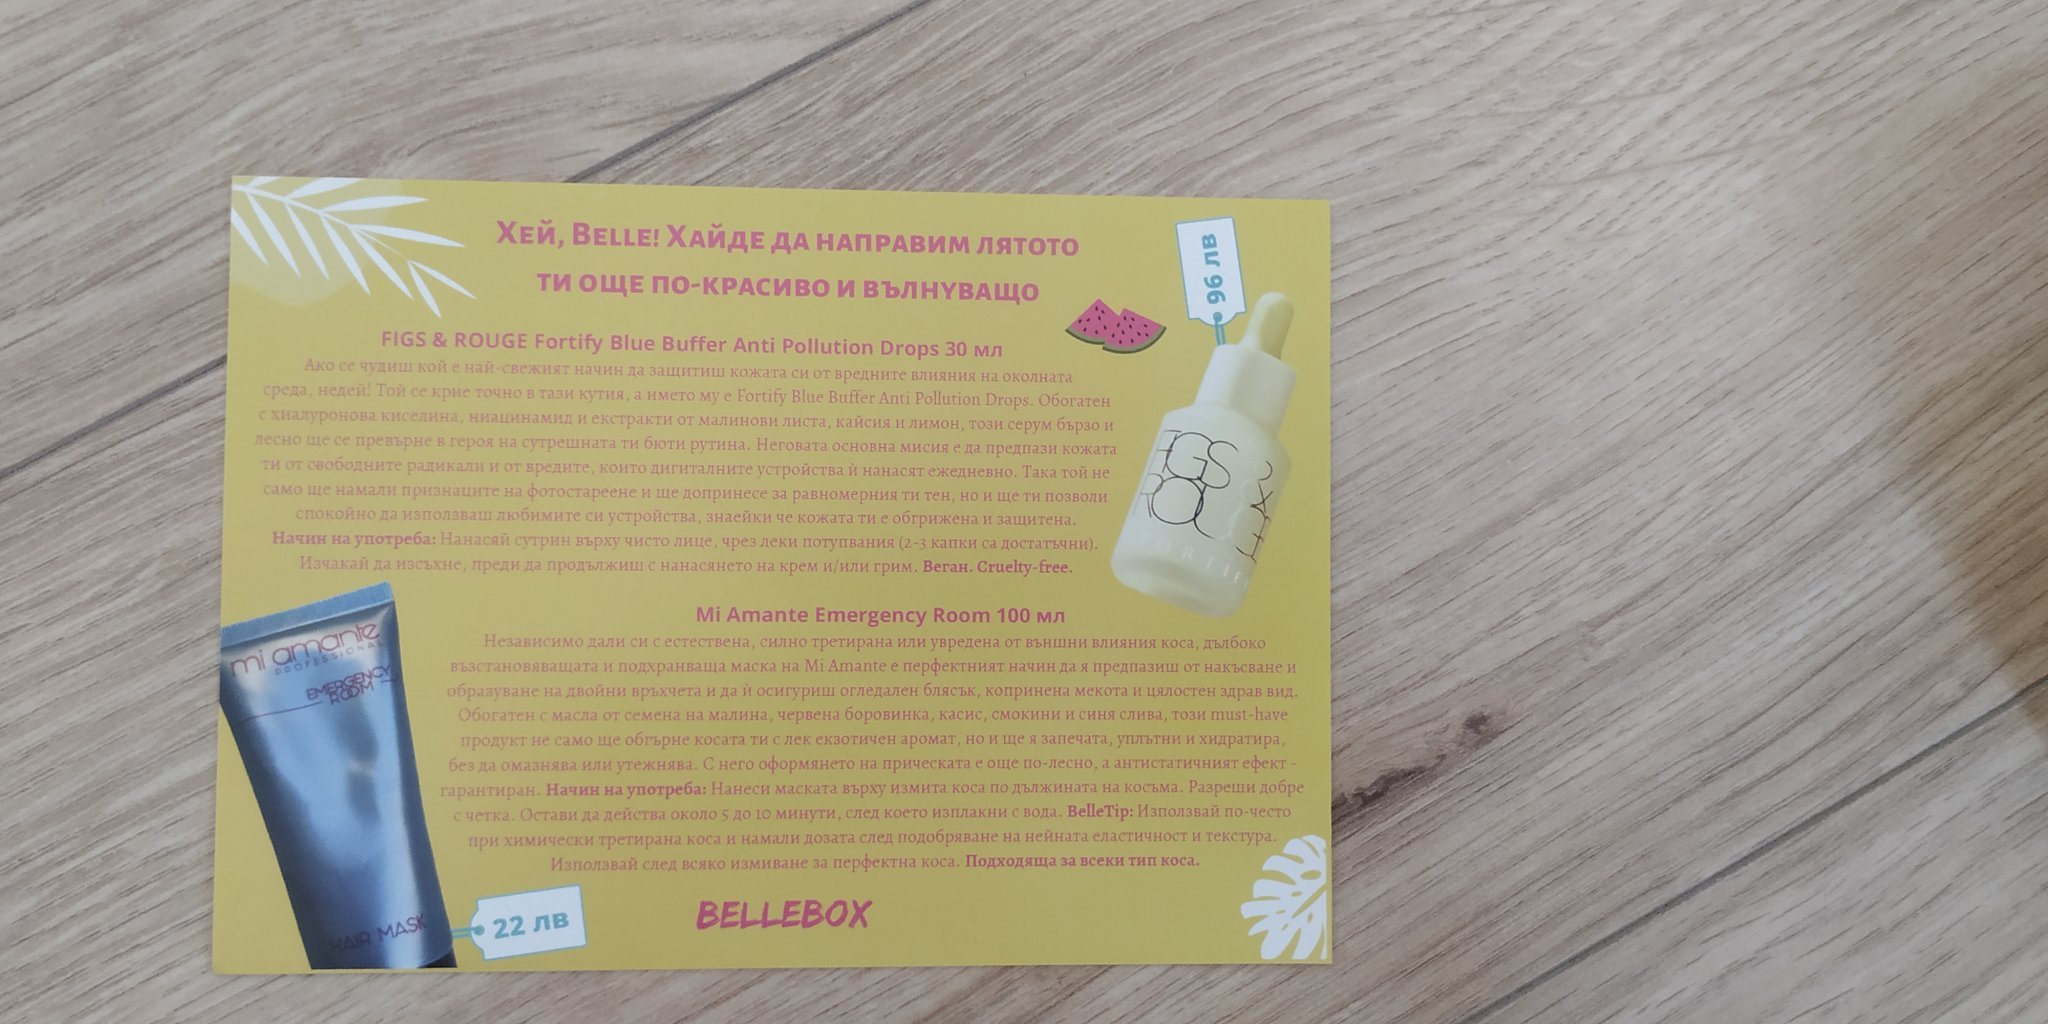 Хей, Belle! Хайде да направим лятото
ти още по-красиво и вълнуващо
96 лв
FIGS & ROUGE Fortify Blue Buffer Anti Pollution Drops 30 мл
Ако се чудиш кой е най-свежият начин да защитиш кожата си от вредните влияния на околната
среда, недей! Той се крие точно в тази кутия, а името му е Fortify Blue Buffer Anti Pollution Drops. Обогатен
с хиалуронова киселина, ниацинамид и екстракти от малинови листа, кайсия и лимон, този серум бързо и
лесно ще се превърне в героя на сутрешната ти бюти рутина. Неговата основна мисия е да предпази кожата
ти от свободните радикали и от вредите, които дигиталните устройства ѝ нанасят ежедневно. Така той не
само ще намали признаците на фотостареене и ще допринесе за равномерния ти тен, но и ще ти позволи
спокойно да използваш любимите си устройства, знаейки че кожата ти е обгрижена и защитена.
Начин на употреба: Нанасяй сутрин върху чисто лице, чрез леки потупвания (2-3 капки са достатъчни).
Изчакай да изсъхне, преди да продължиш с нанасянето на крем и/или грим. Веган. Cruelty-free.
FIGS &
ROU
FORTIFY
Mi Amante Emergency Room 100 мл
Независимо дали си с естествена, силно третирана или увредена от външни влияния коса, дълбоко
възстановяващата и подхранваща маска на Mi Amante е перфектният начин да я предпазиш от накъсване и
образуване на двойни връхчета и да ѝ осигуриш огледален блясък, копринена мекота и цялостен здрав вид.
Обогатен с масла от семена на малина, червена боровинка, касис, смокини и синя слива, този must-have
продукт не само ще обгърне косата ти с лек екзотичен аромат, но и ще я запечата, уплътни и хидратира,
без да омазнява или утежнява. С него оформянето на прическата е още по-лесно, а антистатичният ефект -
гарантиран. Начин на употреба: Нанеси маската върху измита коса по дължината на косъма. Разреши добре
с четка. Остави да действа около 5 до 10 минути, след което изплакни с вода. BelleTip: Използвай по-често
при химически третирана коса и намали дозата след подобряване на нейната еластичност и текстура.
Използвай след всяко измиване за перфектна коса. Подходяща за всеки тип коса.
mi amante
PROFESSIONAL
EMERGENCY
ROOM
HAIR MASK
22 лв
BELLEBOX